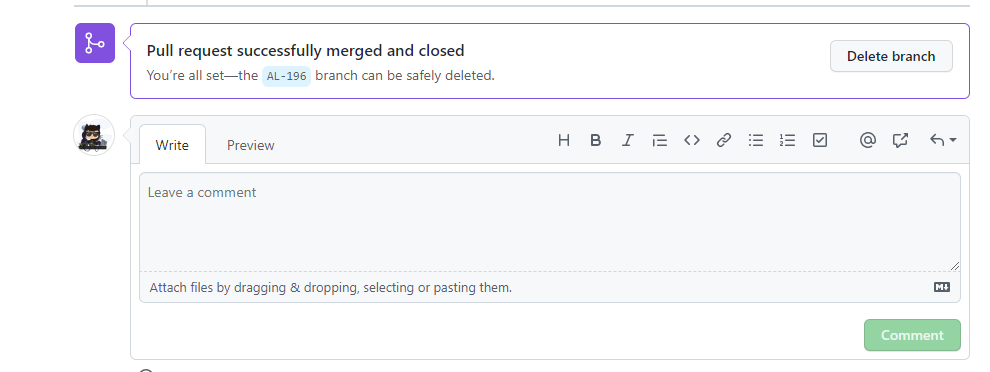 Pull request successfully merged and closed
You're all set—the AL-196 branch can be safely deleted.
Delete branch
Write
Preview
Leave a comment
Attach files by dragging & dropping, selecting or pasting them.
Comment